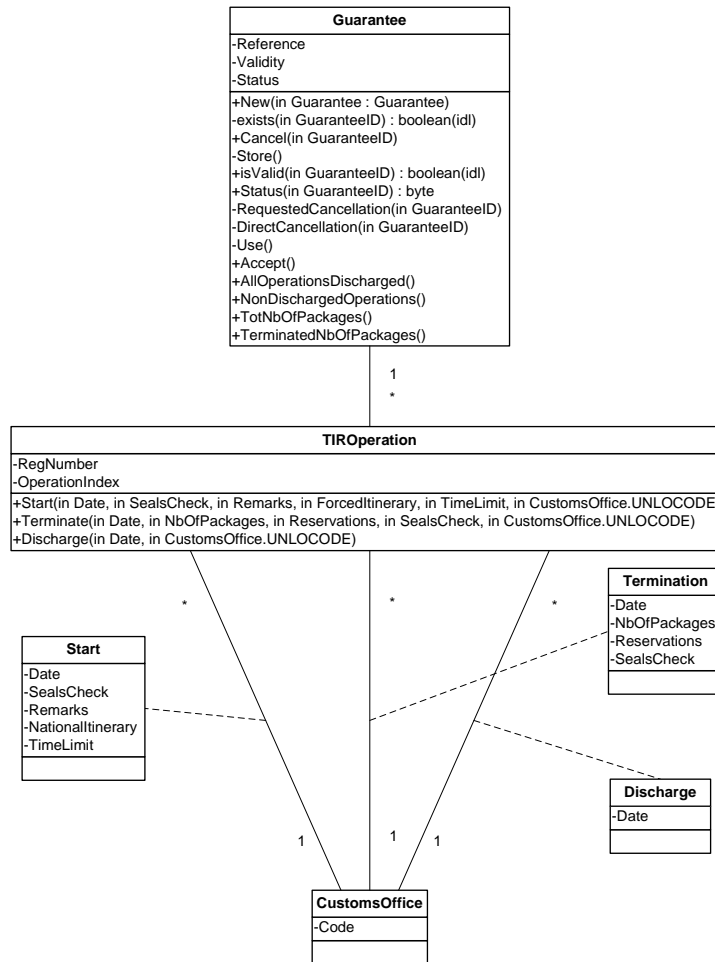 Guarantee
-Reference
-Validity
-Status
+New(in Guarantee : Guarantee)
-exists(in GuaranteeID) : boolean(idl)
+Cancel(in GuaranteeID)
-Store()
+isValid(in GuaranteeID) : boolean(idl)
+Status(in GuaranteeID) : byte
-RequestedCancellation(in GuaranteeID)
-DirectCancellation(in GuaranteeID)
-Use()
+Accept()
+AllOperationsDischarged()
+NonDischargedOperations()
+TotNbOfPackages()
+TerminatedNbOfPackages()
1
*
TIROperation
-RegNumber
-OperationIndex
+Start(in Date, in SealsCheck, in Remarks, in ForcedItinerary, in TimeLimit, in CustomsOffice.UNLOCODE)
+Terminate(in Date, in NbOfPackages, in Reservations, in SealsCheck, in CustomsOffice.UNLOCODE)
+Discharge(in Date, in CustomsOffice.UNLOCODE)
*
*
*
Termination
-Date
-NbOfPackages
-Reservations
-SealsCheck
Start
-Date
-SealsCheck
-Remarks
-NationalItinerary
-TimeLimit
Discharge
-Date
1
1
1
CustomsOffice
-Code